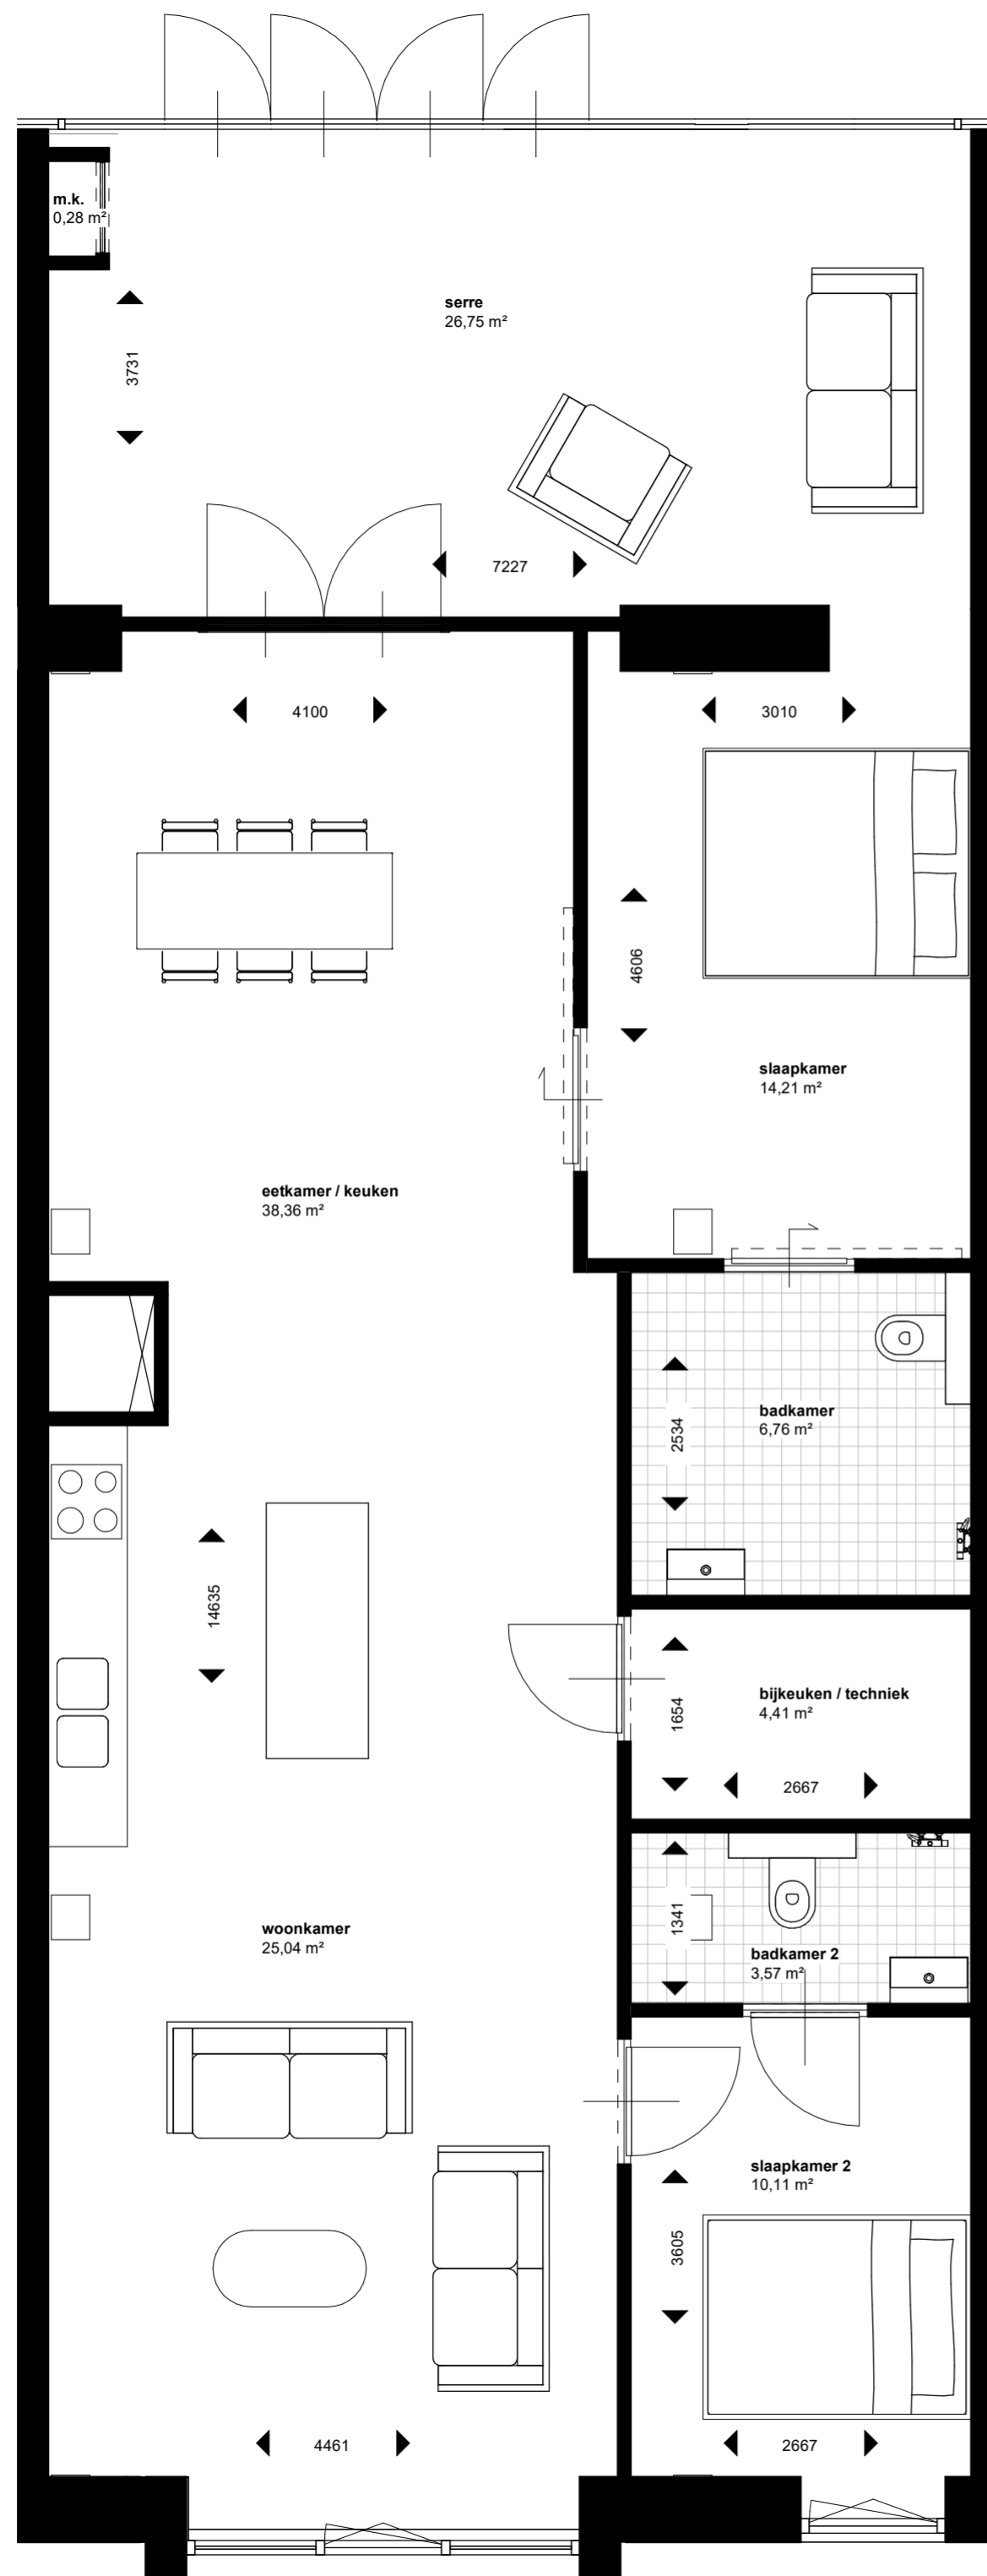 m.k.
0,28 m²
serre
26,75 m²
3731
7227
4100
3010
4606
slaapkamer
14,21 m²
eetkamer / keuken
38,36 m²
badkamer
6,76 m²
2534
14635
bijkeuken / techniek
4,41 m²
1654
2667
1341
woonkamer
25,04 m²
badkamer 2
3,57 m²
slaapkamer 2
10,11 m²
3605
4461
2667